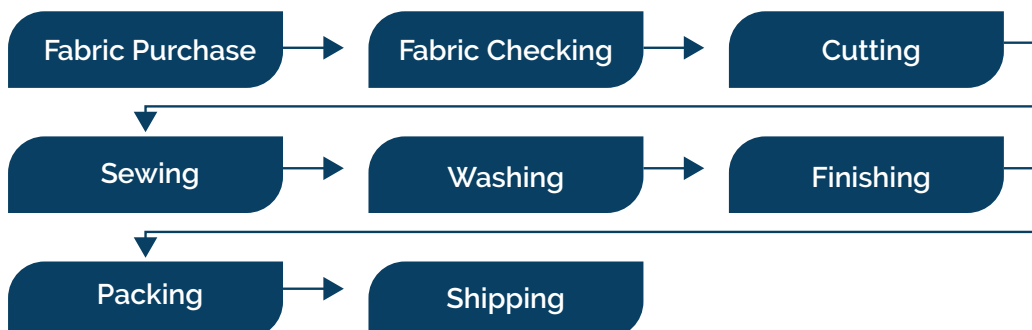 Fabric Purchase
Fabric Checking
Cutting
Sewing
Washing
Finishing
Packing
Shipping